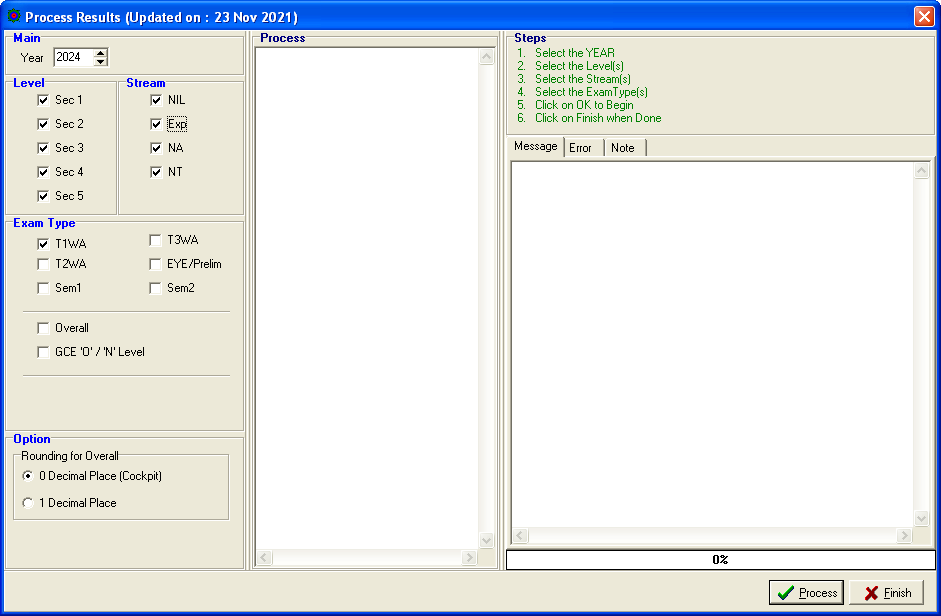 Process Results (Updated on : 23 Nov 2021)
Main
Year 2024
Level
Sec 1
Sec 2
Sec 3
Sec 4
Sec 5
Stream
NIL
Exp
NA
NT
Exam Type
T1WA
T3WA
T2WA
EYE/Prelim
Sem1
Sem2
Overall
GCE 'O' / 'N' Level
Option
Rounding for Overall
0 Decimal Place (Cockpit)
1 Decimal Place
Process
Steps
1. Select the YEAR
2. Select the Level(s)
3. Select the Stream(s)
4. Select the ExamType(s)
5. Click on OK to Begin
6. Click on Finish when Done
Message Error Note
0%
Process Finish